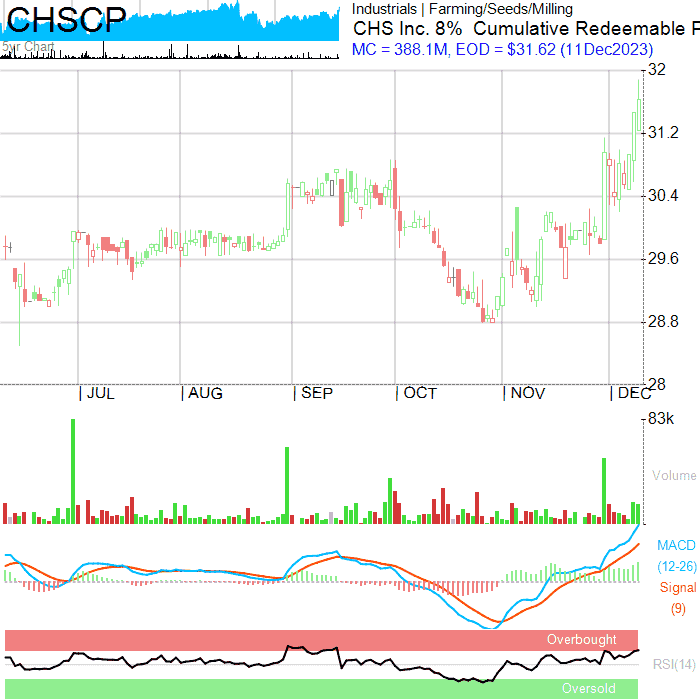 CHSCP
5yr Chart
Industrials | Farming/Seeds/Milling
CHS Inc. 8%  Cumulative Redeemable P
MC = 388.1M, EOD = $31.62 (11Dec2023)
32
31.2
30.4
29.6
28.8
28
| JUL | AUG | SEP | OCT | NOV | DEC
83k
Volume
MACD
(12-26)
Signal
(9)
Overbought
RSI(14)
Oversold